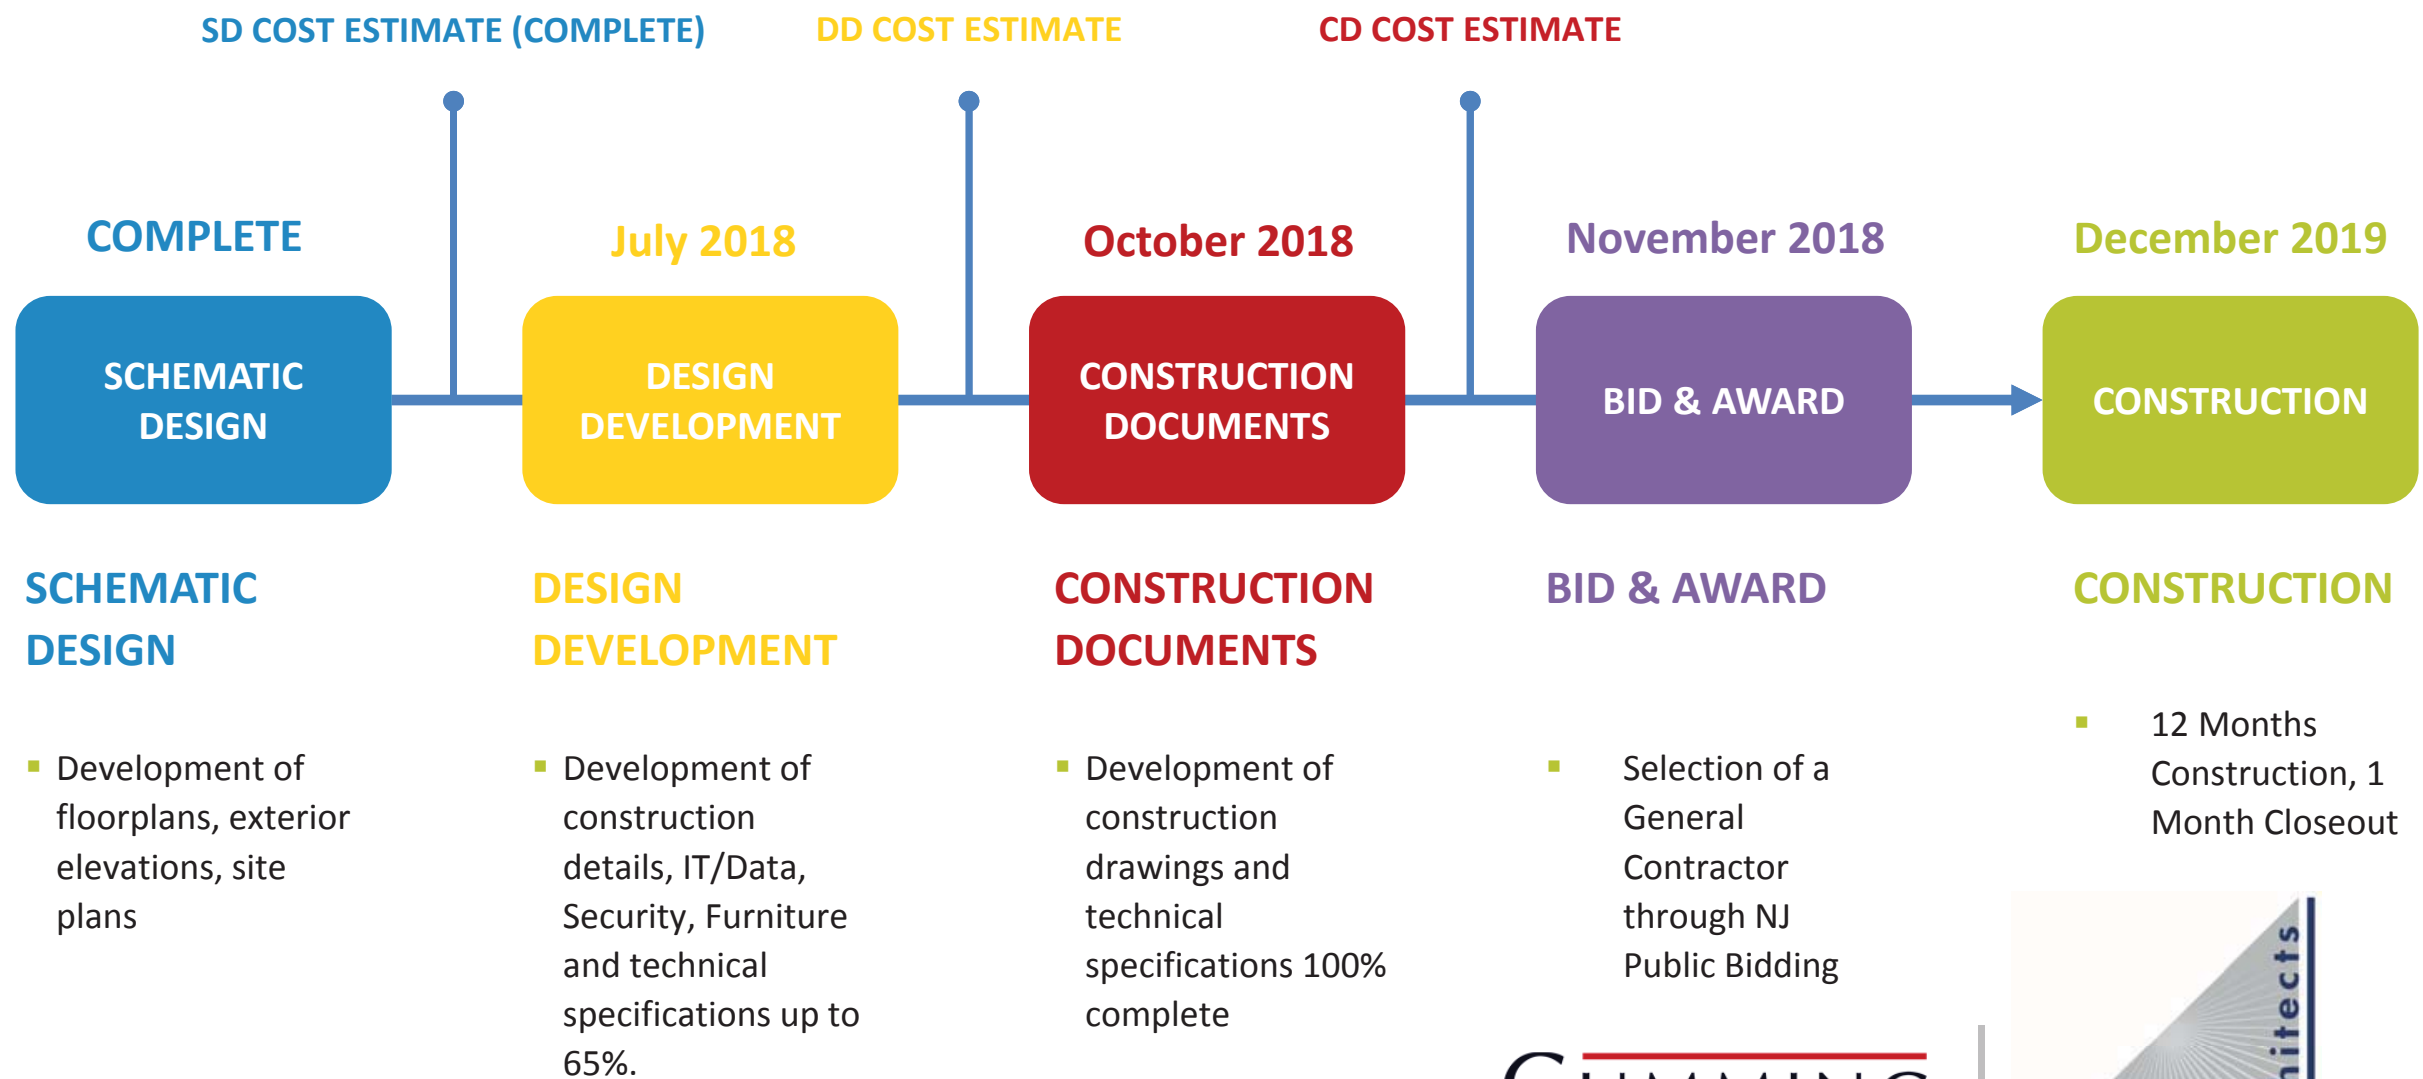 SD COST ESTIMATE (COMPLETE)
DD COST ESTIMATE
CD COST ESTIMATE
COMPLETE
July 2018
October 2018
November 2018
December 2019
SCHEMATIC
DESIGN
DESIGN
DEVELOPMENT
CONSTRUCTION
DOCUMENTS
BID & AWARD
CONSTRUCTION
SCHEMATIC
DESIGN
▪ Development of
floorplans, exterior
elevations, site
plans
DESIGN
DEVELOPMENT
▪ Development of
construction
details, IT/Data,
Security, Furniture
and technical
specifications up to
65%.
CONSTRUCTION
DOCUMENTS
▪ Development of
construction
drawings and
technical
specifications 100%
complete
BID & AWARD
▪ Selection of a
General
Contractor
through NJ
Public Bidding
CONSTRUCTION
▪ 12 Months
Construction, 1
Month Closeout
CUMMING